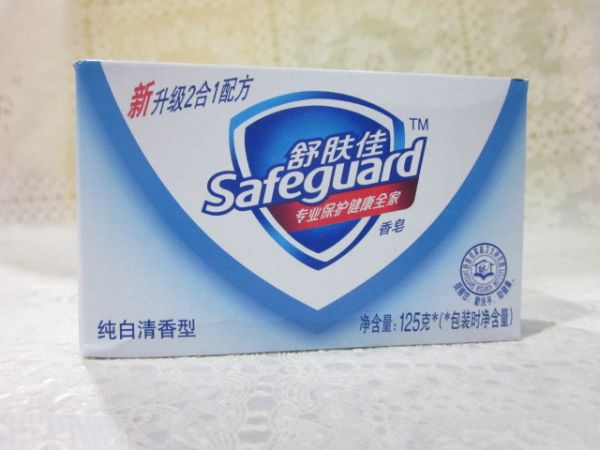 新升级2合1配方
舒肤佳
TM
Safeguard
专业保护健康全家
香皂
纯白清香型
净含量: 125克*(*包装时净含量)